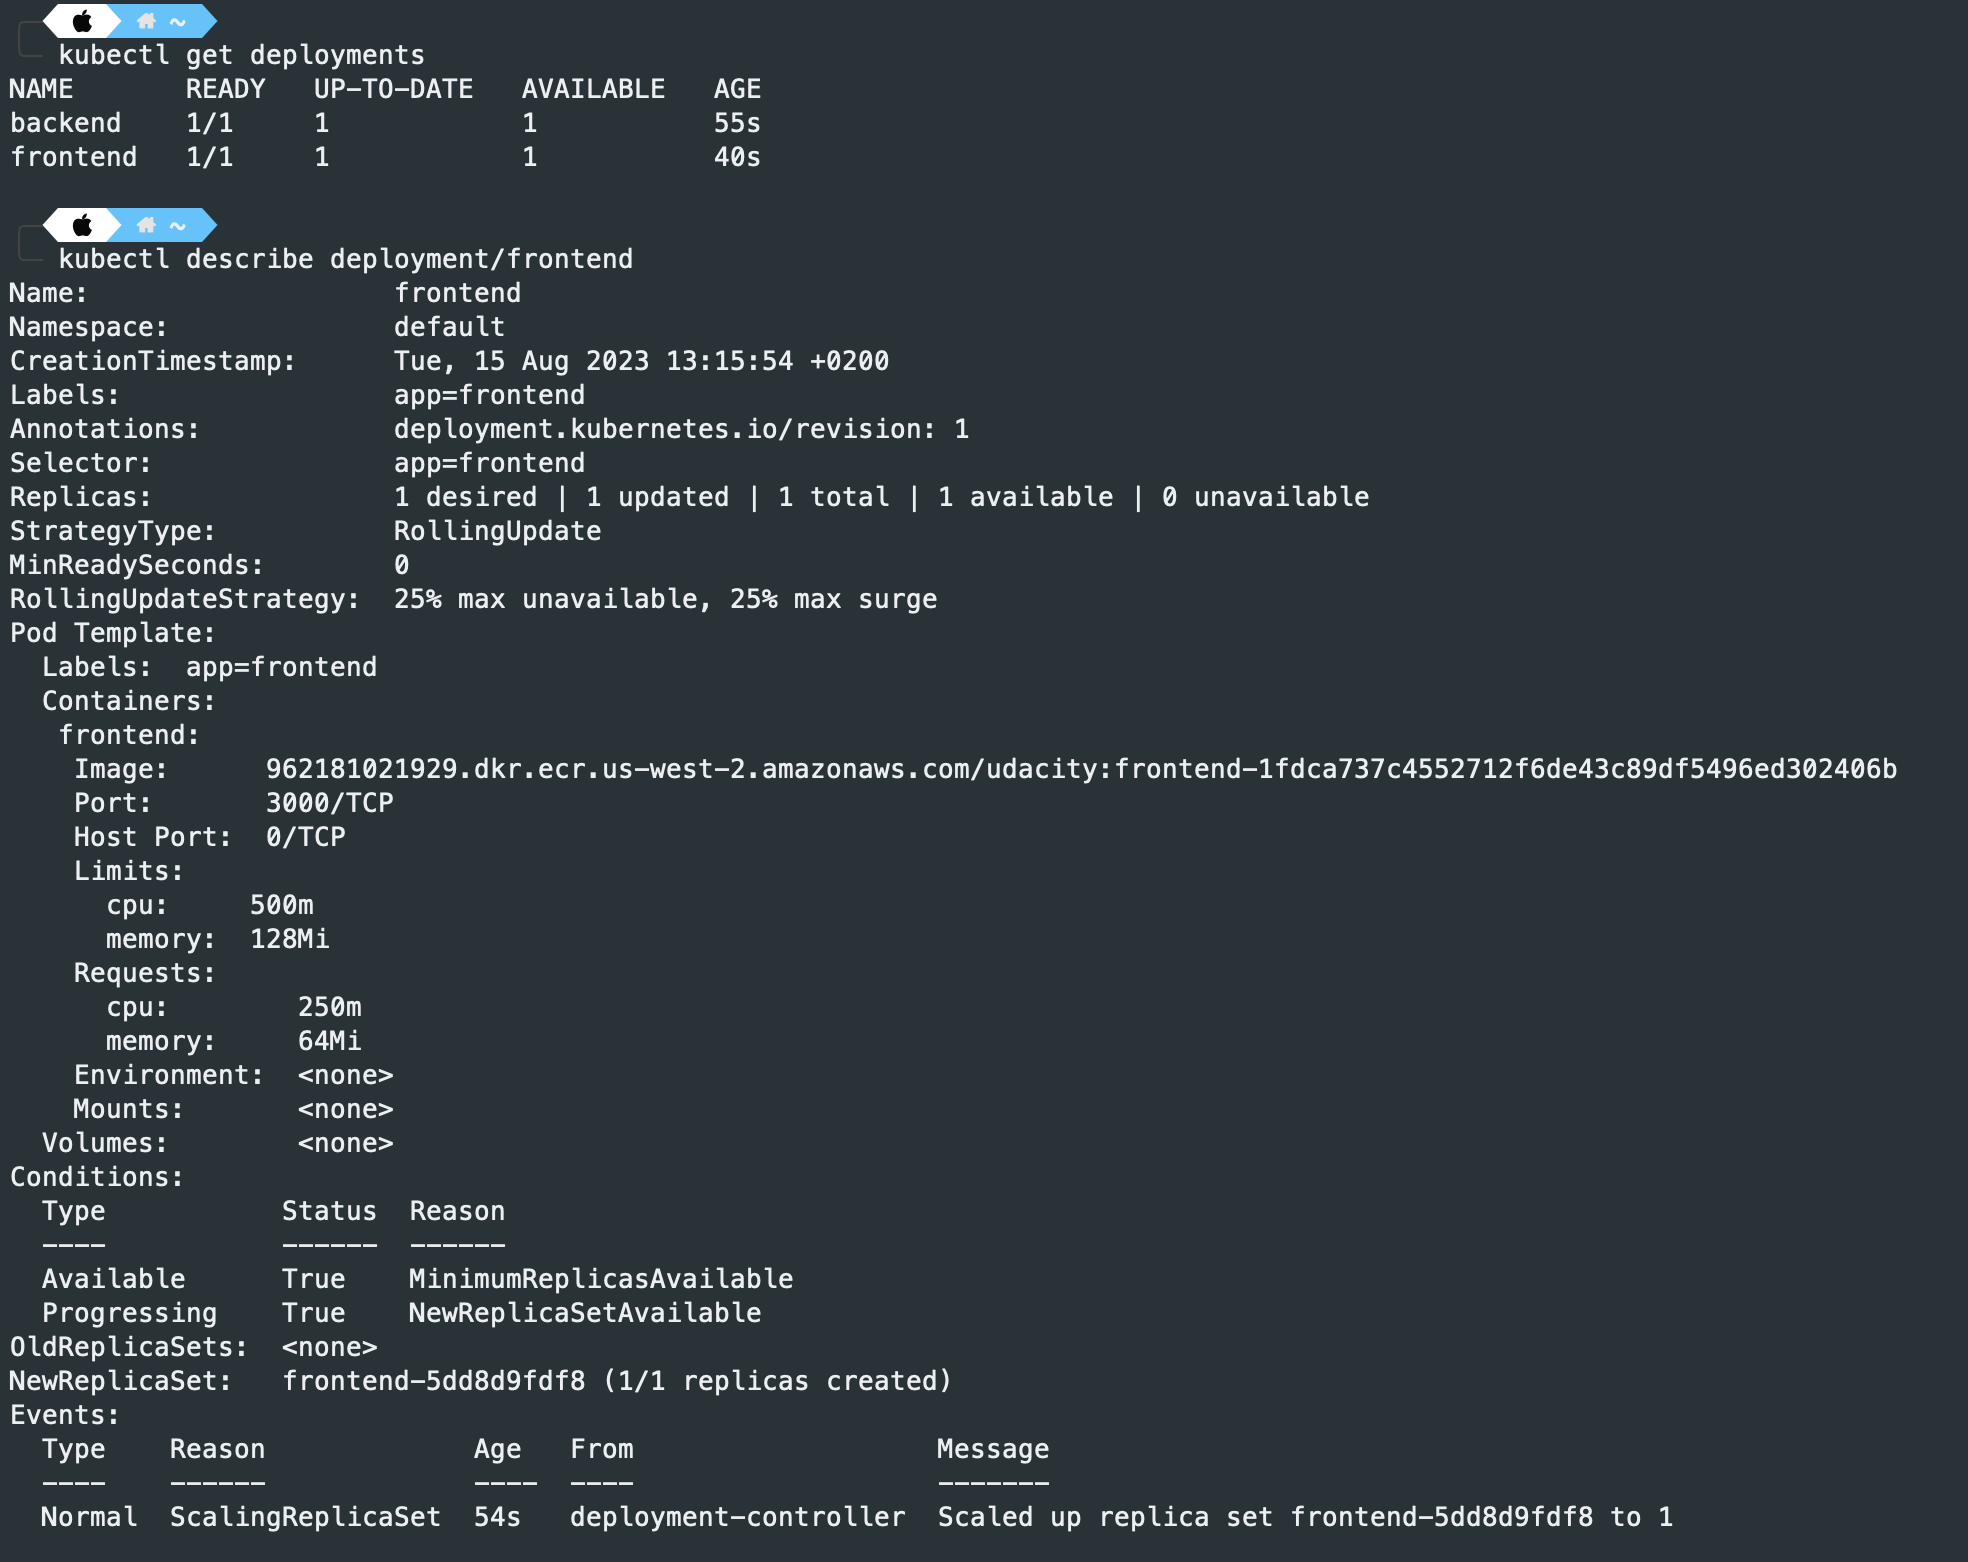 ~
kubectl get deployments
NAME       READY   UP-TO-DATE   AVAILABLE   AGE
backend    1/1     1            1           55s
frontend   1/1     1            1           40s
~
kubectl describe deployment/frontend
Name:                   frontend
Namespace:              default
CreationTimestamp:      Tue, 15 Aug 2023 13:15:54 +0200
Labels:                 app=frontend
Annotations:            deployment.kubernetes.io/revision: 1
Selector:               app=frontend
Replicas:               1 desired | 1 updated | 1 total | 1 available | 0 unavailable
StrategyType:           RollingUpdate
MinReadySeconds:        0
RollingUpdateStrategy:  25% max unavailable, 25% max surge
Pod Template:
  Labels:  app=frontend
  Containers:
   frontend:
    Image:      962181021929.dkr.ecr.us-west-2.amazonaws.com/udacity:frontend-1fdca737c4552712f6de43c89df5496ed302406b
    Port:       3000/TCP
    Host Port:  0/TCP
    Limits:
      cpu:     500m
      memory:  128Mi
    Requests:
      cpu:        250m
      memory:     64Mi
    Environment:  <none>
    Mounts:       <none>
  Volumes:        <none>
Conditions:
  Type           Status  Reason
  ----           ------  ------
  Available      True    MinimumReplicasAvailable
  Progressing    True    NewReplicaSetAvailable
OldReplicaSets:  <none>
NewReplicaSet:   frontend-5dd8d9fdf8 (1/1 replicas created)
Events:
  Type    Reason             Age   From                   Message
  ----    ------             ----  ----                   -------
  Normal  ScalingReplicaSet  54s   deployment-controller  Scaled up replica set frontend-5dd8d9fdf8 to 1